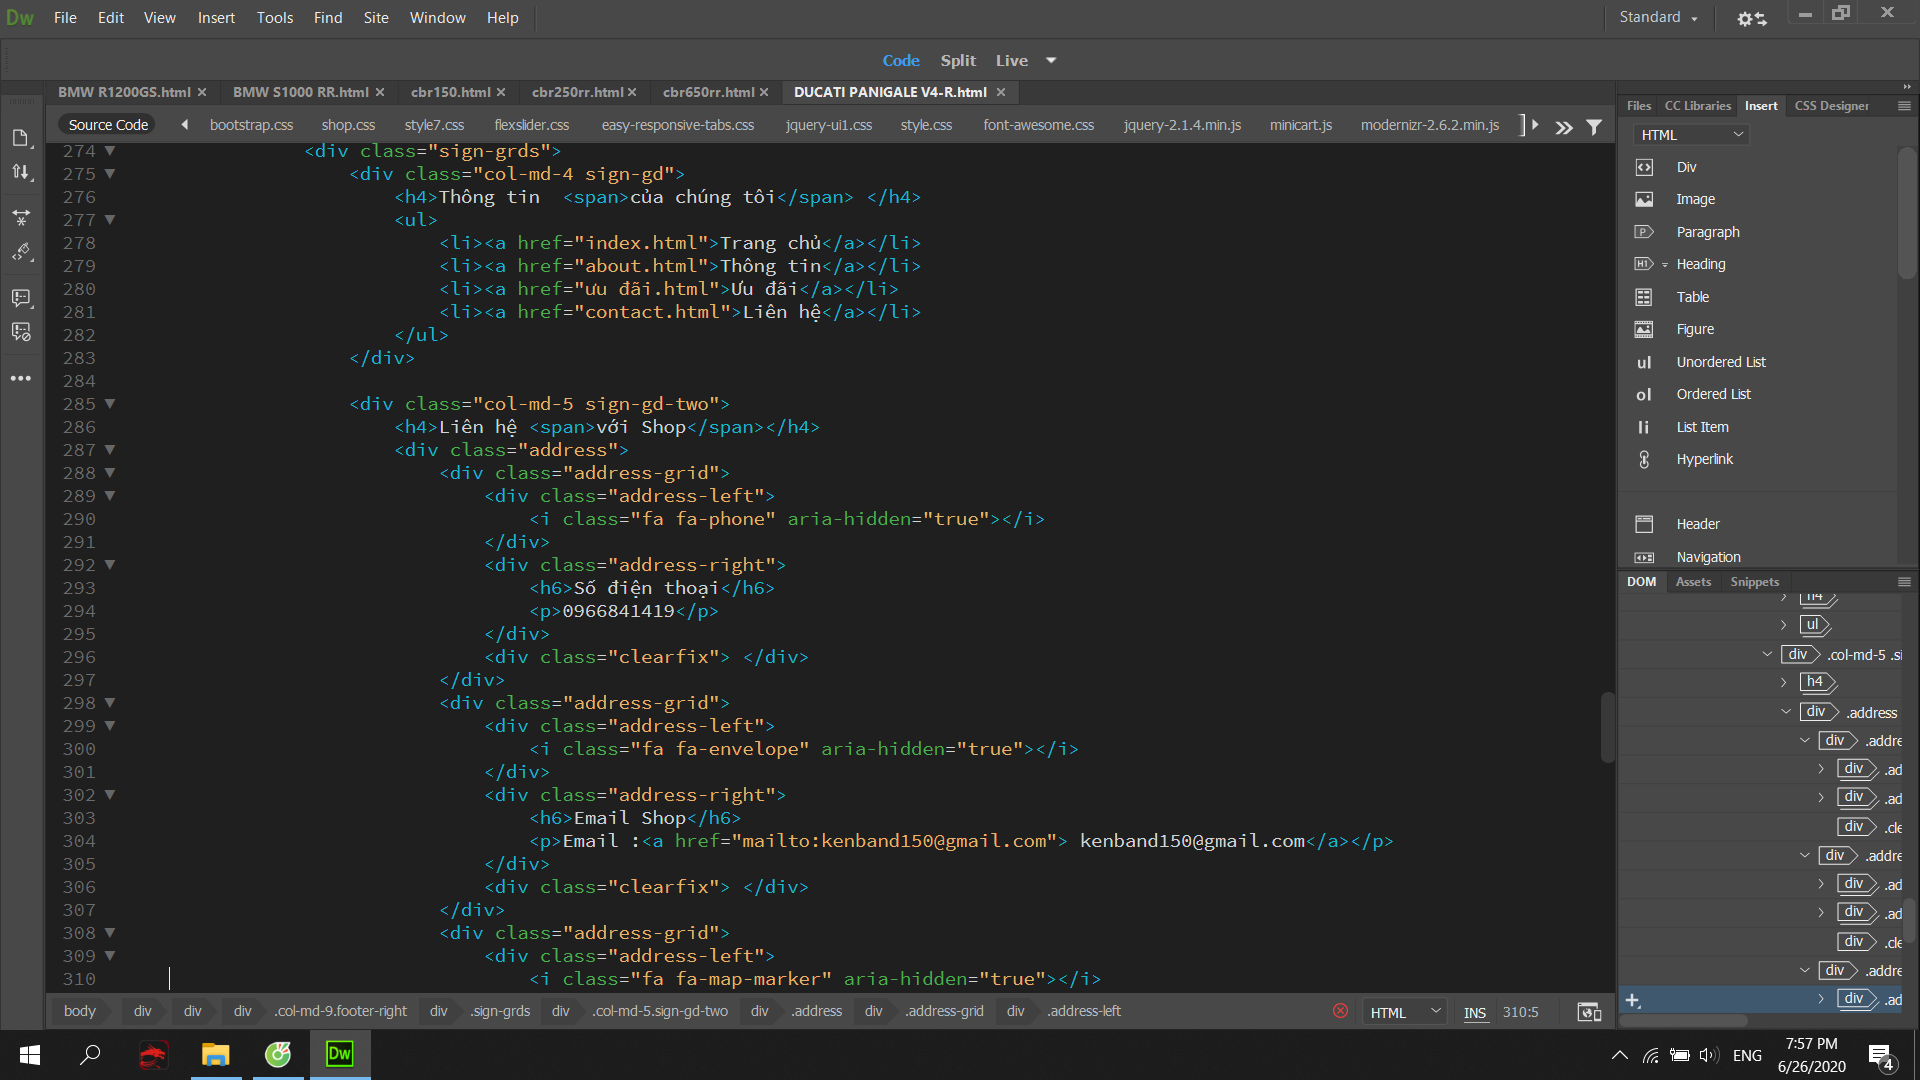 Dw File Edit View Insert Tools Find Site Window Help Standard
Code Split Live
BMW R1200GS.html BMW S1000 RR.html cbr150.html cbr250rr.html cbr650rr.html DUCATI PANIGALE V4-R.html
Source Code bootstrap.css shop.css style7.css flexslider.css easy-responsive-tabs.css jquery-ui1.css style.css font-awesome.css jquery-2.1.4.min.js minicart.js modernizr-2.6.2.min.js
274 <div class="sign-grds">
275 <div class="col-md-4 sign-gd">
276 <h4>Thông tin  <span>của chúng tôi</span> </h4>
277 <ul>
278 <li><a href="index.html">Trang chủ</a></li>
279 <li><a href="about.html">Thông tin</a></li>
280 <li><a href="ưu đãi.html">Ưu đãi</a></li>
281 <li><a href="contact.html">Liên hệ</a></li>
282 </ul>
283 </div>
284
285 <div class="col-md-5 sign-gd-two">
286 <h4>Liên hệ <span>với Shop</span></h4>
287 <div class="address">
288 <div class="address-grid">
289 <div class="address-left">
290 <i class="fa fa-phone" aria-hidden="true"></i>
291 </div>
292 <div class="address-right">
293 <h6>Số điện thoại</h6>
294 <p>0966841419</p>
295 </div>
296 <div class="clearfix"> </div>
297 </div>
298 <div class="address-grid">
299 <div class="address-left">
300 <i class="fa fa-envelope" aria-hidden="true"></i>
301 </div>
302 <div class="address-right">
303 <h6>Email Shop</h6>
304 <p>Email :<a href="mailto:kenband150@gmail.com"> kenband150@gmail.com</a></p>
305 </div>
306 <div class="clearfix"> </div>
307 </div>
308 <div class="address-grid">
309 <div class="address-left">
310 <i class="fa fa-map-marker" aria-hidden="true"></i>
body div div div .col-md-9.footer-right div .sign-grds div .col-md-5.sign-gd-two div .address div .address-grid div .address-left HTML INS 310:5
Files CC Libraries Insert CSS Designer
HTML
Div
Image
Paragraph
H1 Heading
Table
Figure
ul Unordered List
ol Ordered List
li List Item
Hyperlink
Header
Navigation
DOM Assets Snippets
h4
ul
div .col-md-5 .si
h4
div .address
div .addre
div .ad
div .ad
div .cle
div .addre
div .ad
div .ad
div .cle
div .addre
div .ad
Dw
ENG
7:57 PM
6/26/2020
4